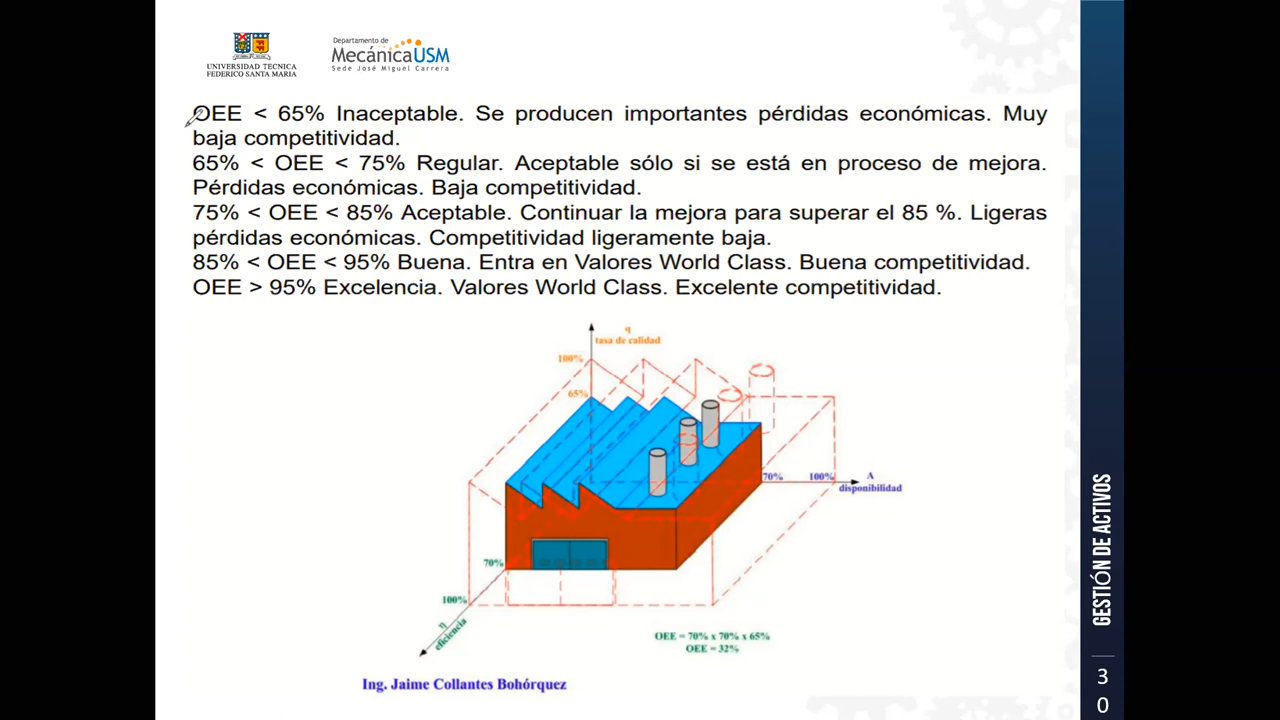 UNIVERSIDAD TECNICA
FEDERICO SANTA MARIA
Departamento de
MecánicaUSM
Sede José Miguel Carrera
OEE < 65% Inaceptable. Se producen importantes pérdidas económicas. Muy
baja competitividad.
65% < OEE < 75% Regular. Aceptable sólo si se está en proceso de mejora.
Pérdidas económicas. Baja competitividad.
75% < OEE < 85% Aceptable. Continuar la mejora para superar el 85 %. Ligeras
pérdidas económicas. Competitividad ligeramente baja.
85% < OEE < 95% Buena. Entra en Valores World Class. Buena competitividad.
OEE > 95% Excelencia. Valores World Class. Excelente competitividad.
q
tasa de calidad
100%
65%
70%
100%
A
disponibilidad
70%
100%
η
eficiencia
OEE = 70% x 70% x 65%
OEE = 32%
Ing. Jaime Collantes Bohórquez
GESTIÓN DE ACTIVOS
3
0